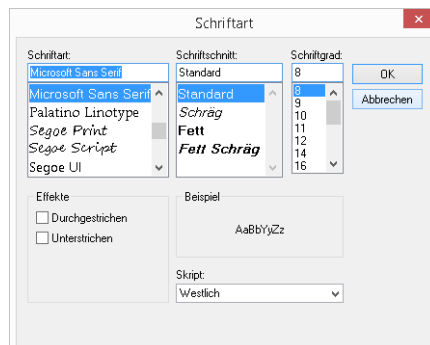 Schriftart
Schriftart:
Microsoft Sans Serif
Microsoft Sans Serif
Palatino Linotype
Segoe Print
Segoe Script
Segoe UI
Schriftschnitt:
Standard
Standard
Schräg
Fett
Fett Schräg
Schriftgrad:
8
8
9
10
11
12
14
16
OK
Abbrechen
Effekte
Durchgestrichen
Unterstrichen
Beispiel
AaBbYyZz
Skript:
Westlich